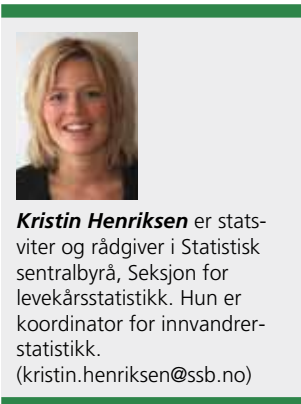 Kristin Henriksen er stats-
viter og rådgiver i Statistisk
sentralbyrå, Seksjon for
levekårsstatistikk. Hun er
koordinator for innvandrer-
statistikk.
(kristin.henriksen@ssb.no)